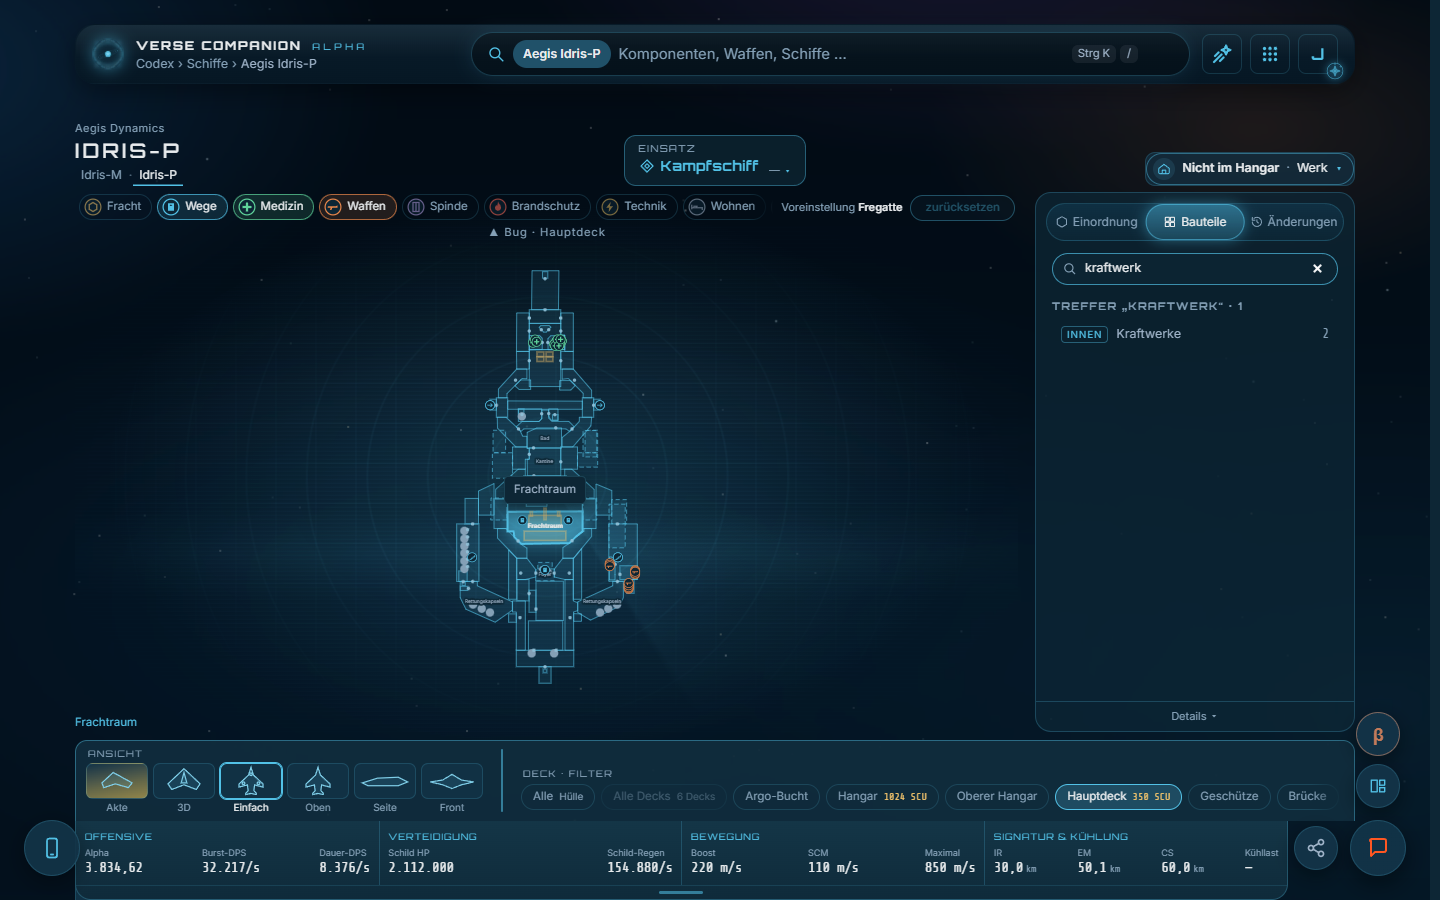 VERSE COMPANION ALPHA
Codex › Schiffe › Aegis Idris-P
Aegis Idris-P Komponenten, Waffen, Schiffe ... Strg K /
Aegis Dynamics
IDRIS-P
Idris-M · Idris-P
EINSATZ
Kampfschiff
Nicht im Hangar · Werk
Fracht Wege Medizin Waffen Spinde Brandschutz Technik Wohnen Voreinstellung Fregatte zurücksetzen
▲ Bug · Hauptdeck
Einordnung Bauteile Änderungen
kraftwerk
TREFFER „KRAFTWERK“ · 1
INNEN Kraftwerke 2
Bad
Kantine
Frachtraum
Frachtraum
Rettungskapseln Rettungskapseln
Details
Frachtraum
β
ANSICHT
Akte 3D Einfach Oben Seite Front
DECK · FILTER
Alle Hülle Alle Decks 6 Decks Argo-Bucht Hangar 1024 SCU Oberer Hangar Hauptdeck 350 SCU Geschütze Brücke
OFFENSIVE
Alpha Burst-DPS Dauer-DPS
3.834,62 32.217/s 8.376/s
VERTEIDIGUNG
Schild HP Schild-Regen
2.112.000 154.880/s
BEWEGUNG
Boost SCM Maximal
220 m/s 110 m/s 850 m/s
SIGNATUR & KÜHLUNG
IR EM CS Kühllast
30,0 km 50,1 km 60,0 km –